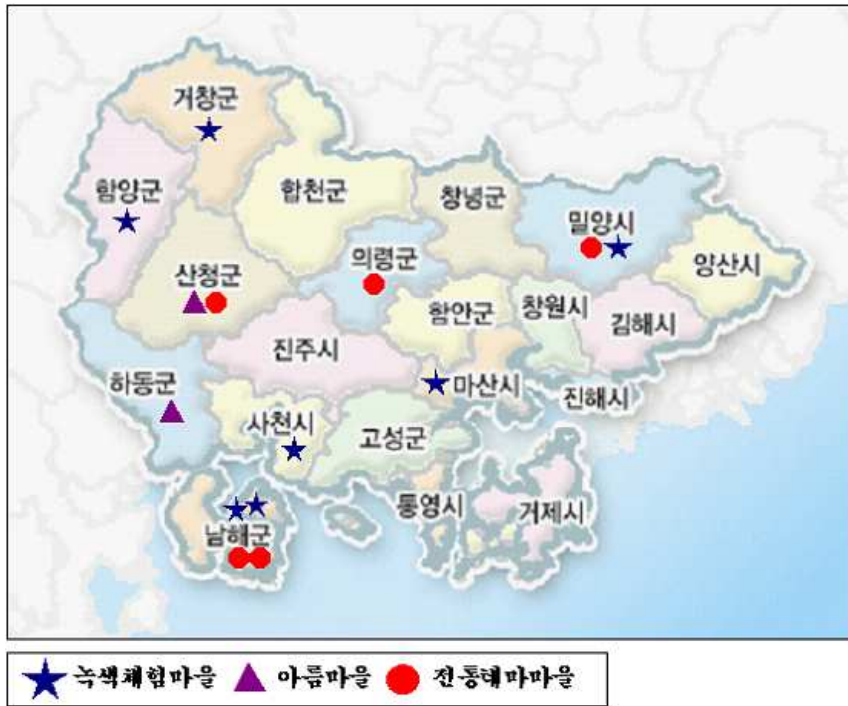 거창군
함양군
합천군
창녕군
밀양시
양산시
산청군
의령군
함안군
창원시
김해시
진주시
하동군
마산시
진해시
사천시
고성군
통영시
거제시
남해군
녹색체험마을 아름마을 전통테마마을